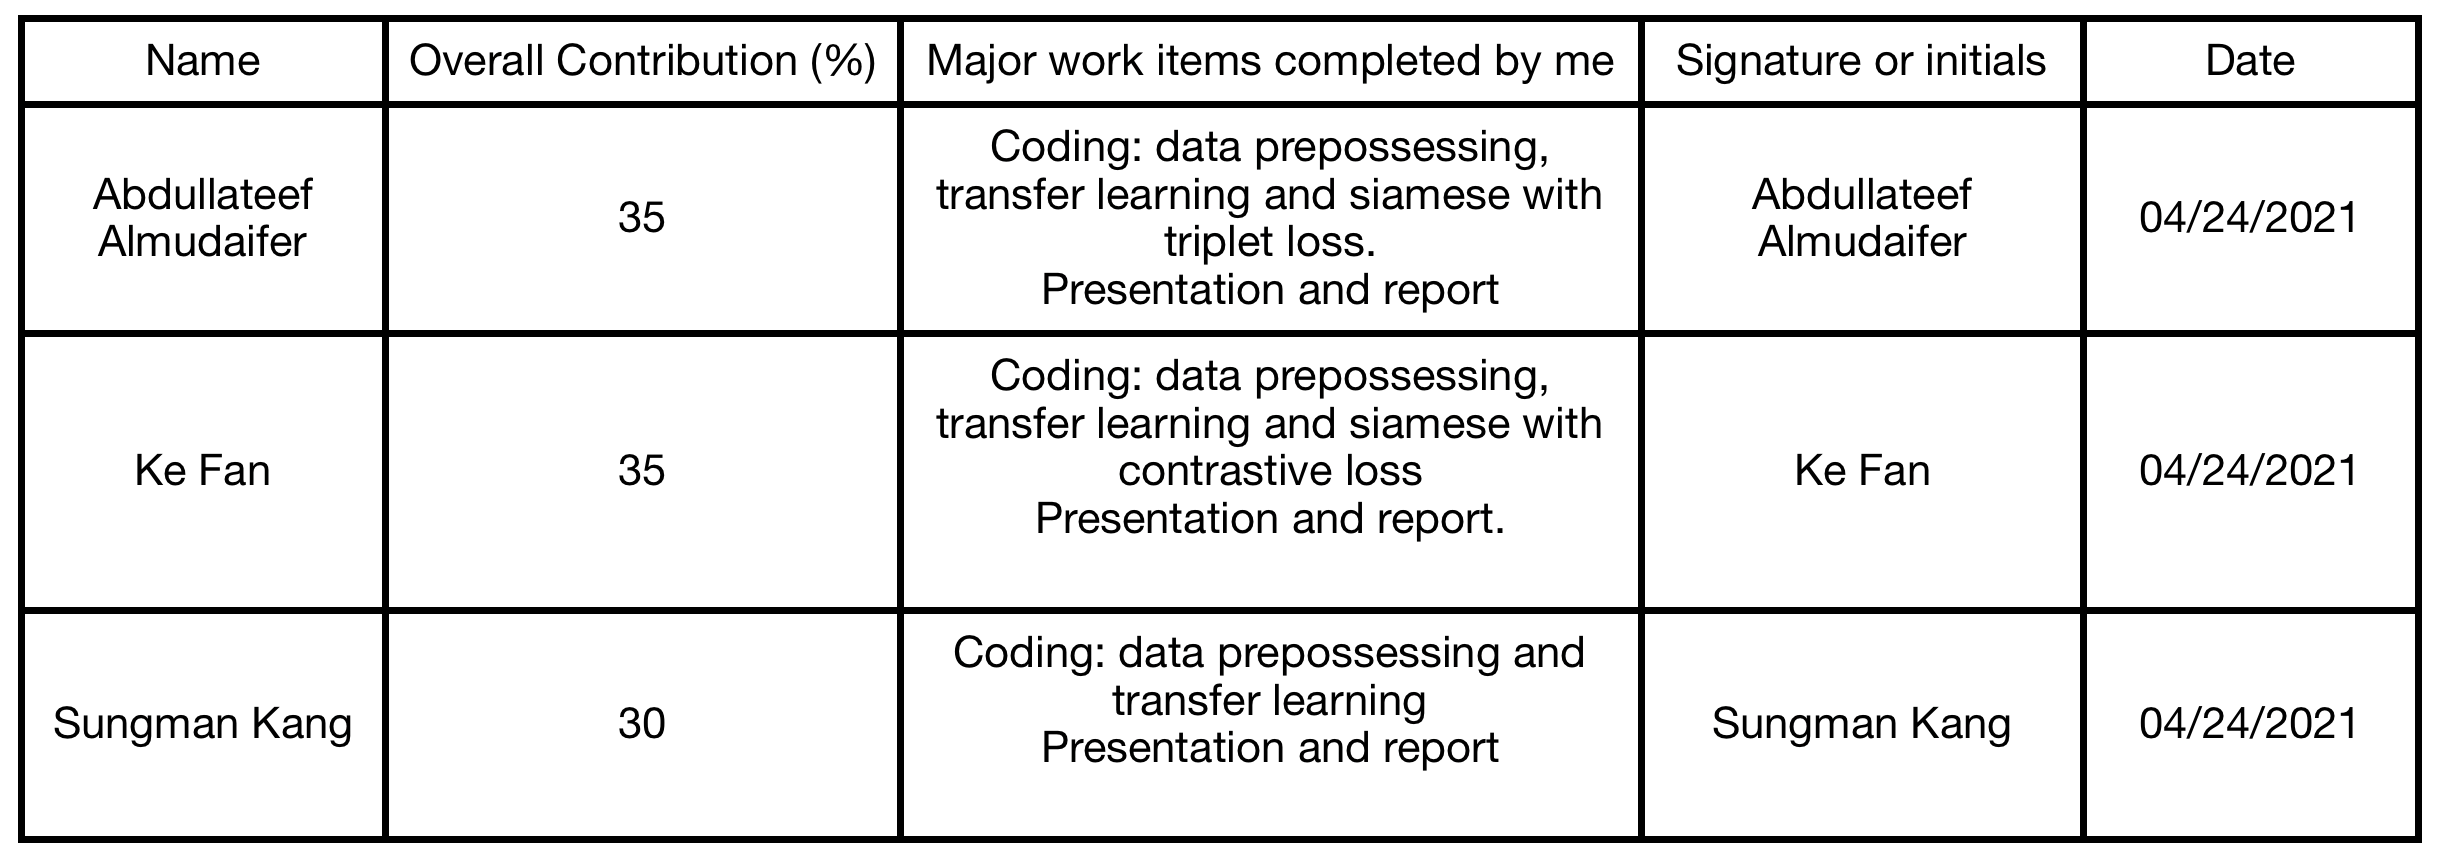 Name
Overall Contribution (%)
Major work items completed by me
Signature or initials
Date
Abdullateef
Almudaifer
35
Coding: data prepossessing,
transfer learning and siamese with
triplet loss.
Presentation and report
Abdullateef
Almudaifer
04/24/2021
Ke Fan
35
Coding: data prepossessing,
transfer learning and siamese with
contrastive loss
Presentation and report.
Ke Fan
04/24/2021
Sungman Kang
30
Coding: data prepossessing and
transfer learning
Presentation and report
Sungman Kang
04/24/2021